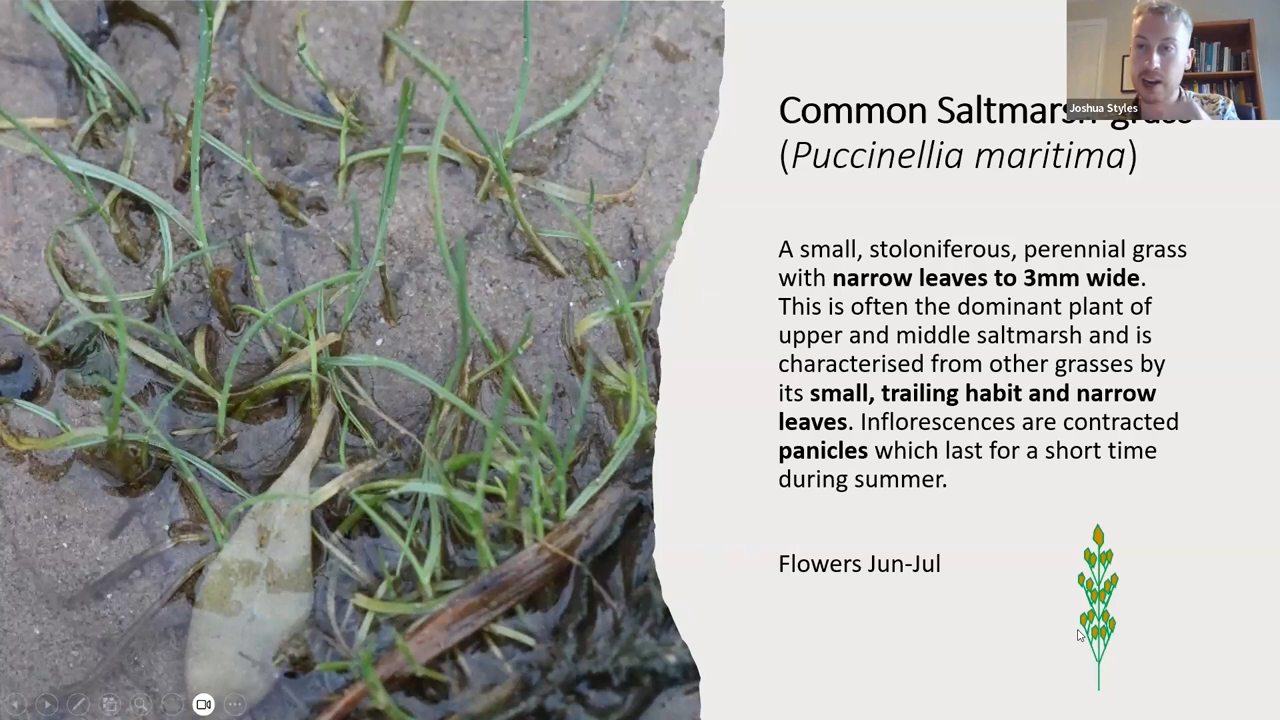 Joshua Styles
Common Saltmarsh-grass
(Puccinellia maritima)
A small, stoloniferous, perennial grass
with narrow leaves to 3mm wide.
This is often the dominant plant of
upper and middle saltmarsh and is
characterised from other grasses by
its small, trailing habit and narrow
leaves. Inflorescences are contracted
panicles which last for a short time
during summer.
Flowers Jun-Jul